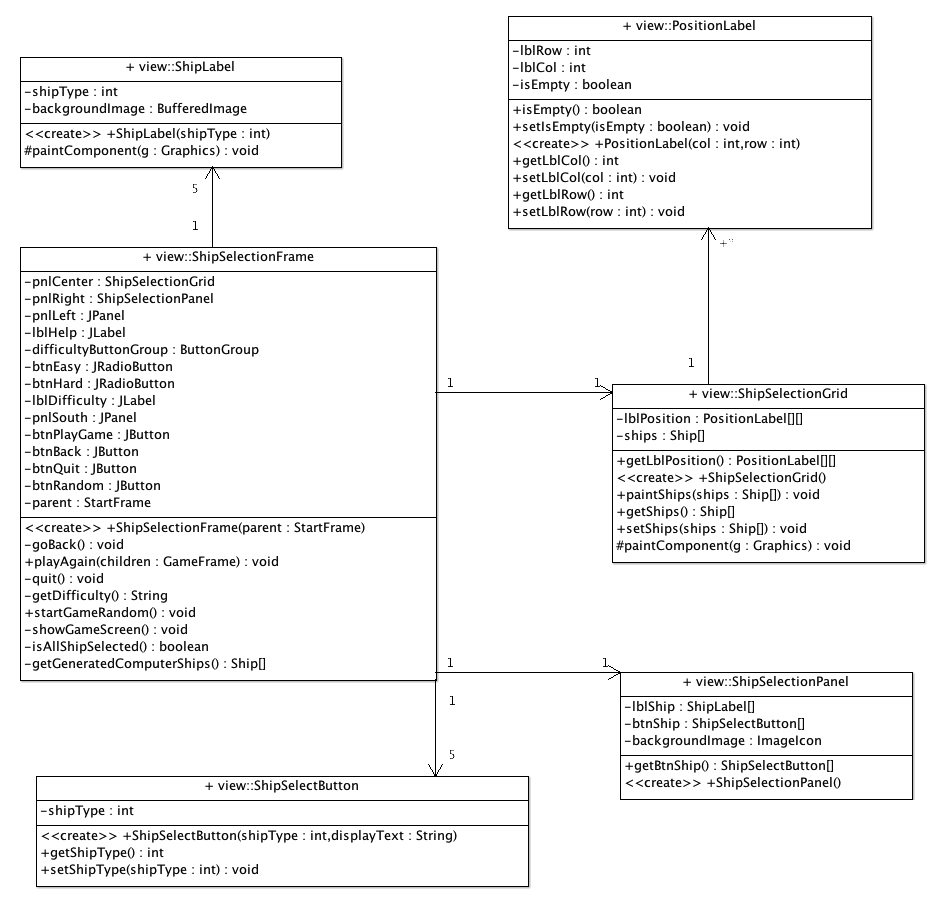 + view::PositionLabel
-lblRow : int
-lblCol : int
-isEmpty : boolean
+isEmpty() : boolean
+setIsEmpty(isEmpty : boolean) : void
<<create>> +PositionLabel(col : int,row : int)
+getLblCol() : int
+setLblCol(col : int) : void
+getLblRow() : int
+setLblRow(row : int) : void
+ view::ShipLabel
-shipType : int
-backgroundImage : BufferedImage
<<create>> +ShipLabel(shipType : int)
#paintComponent(g : Graphics) : void
5
1
+ view::ShipSelectionFrame
-pnlCenter : ShipSelectionGrid
-pnlRight : ShipSelectionPanel
-pnlLeft : JPanel
-lblHelp : JLabel
-difficultyButtonGroup : ButtonGroup
-btnEasy : JRadioButton
-btnHard : JRadioButton
-lblDifficulty : JLabel
-pnlSouth : JPanel
-btnPlayGame : JButton
-btnBack : JButton
-btnQuit : JButton
-btnRandom : JButton
-parent : StartFrame
<<create>> +ShipSelectionFrame(parent : StartFrame)
-goBack() : void
+playAgain(children : GameFrame) : void
-quit() : void
-getDifficulty() : String
+startGameRandom() : void
-showGameScreen() : void
-isAllShipSelected() : boolean
-getGeneratedComputerShips() : Ship[]
1
1
1
+ view::ShipSelectionGrid
-lblPosition : PositionLabel[][]
-ships : Ship[]
+getLblPosition() : PositionLabel[][]
<<create>> +ShipSelectionGrid()
+paintShips(ships : Ship[]) : void
+getShips() : Ship[]
+setShips(ships : Ship[]) : void
#paintComponent(g : Graphics) : void
1
1
+ view::ShipSelectionPanel
-lblShip : ShipLabel[]
-btnShip : ShipSelectButton[]
-backgroundImage : ImageIcon
+getBtnShip() : ShipSelectButton[]
<<create>> +ShipSelectionPanel()
1
5
+ view::ShipSelectButton
-shipType : int
<<create>> +ShipSelectButton(shipType : int,displayText : String)
+getShipType() : int
+setShipType(shipType : int) : void